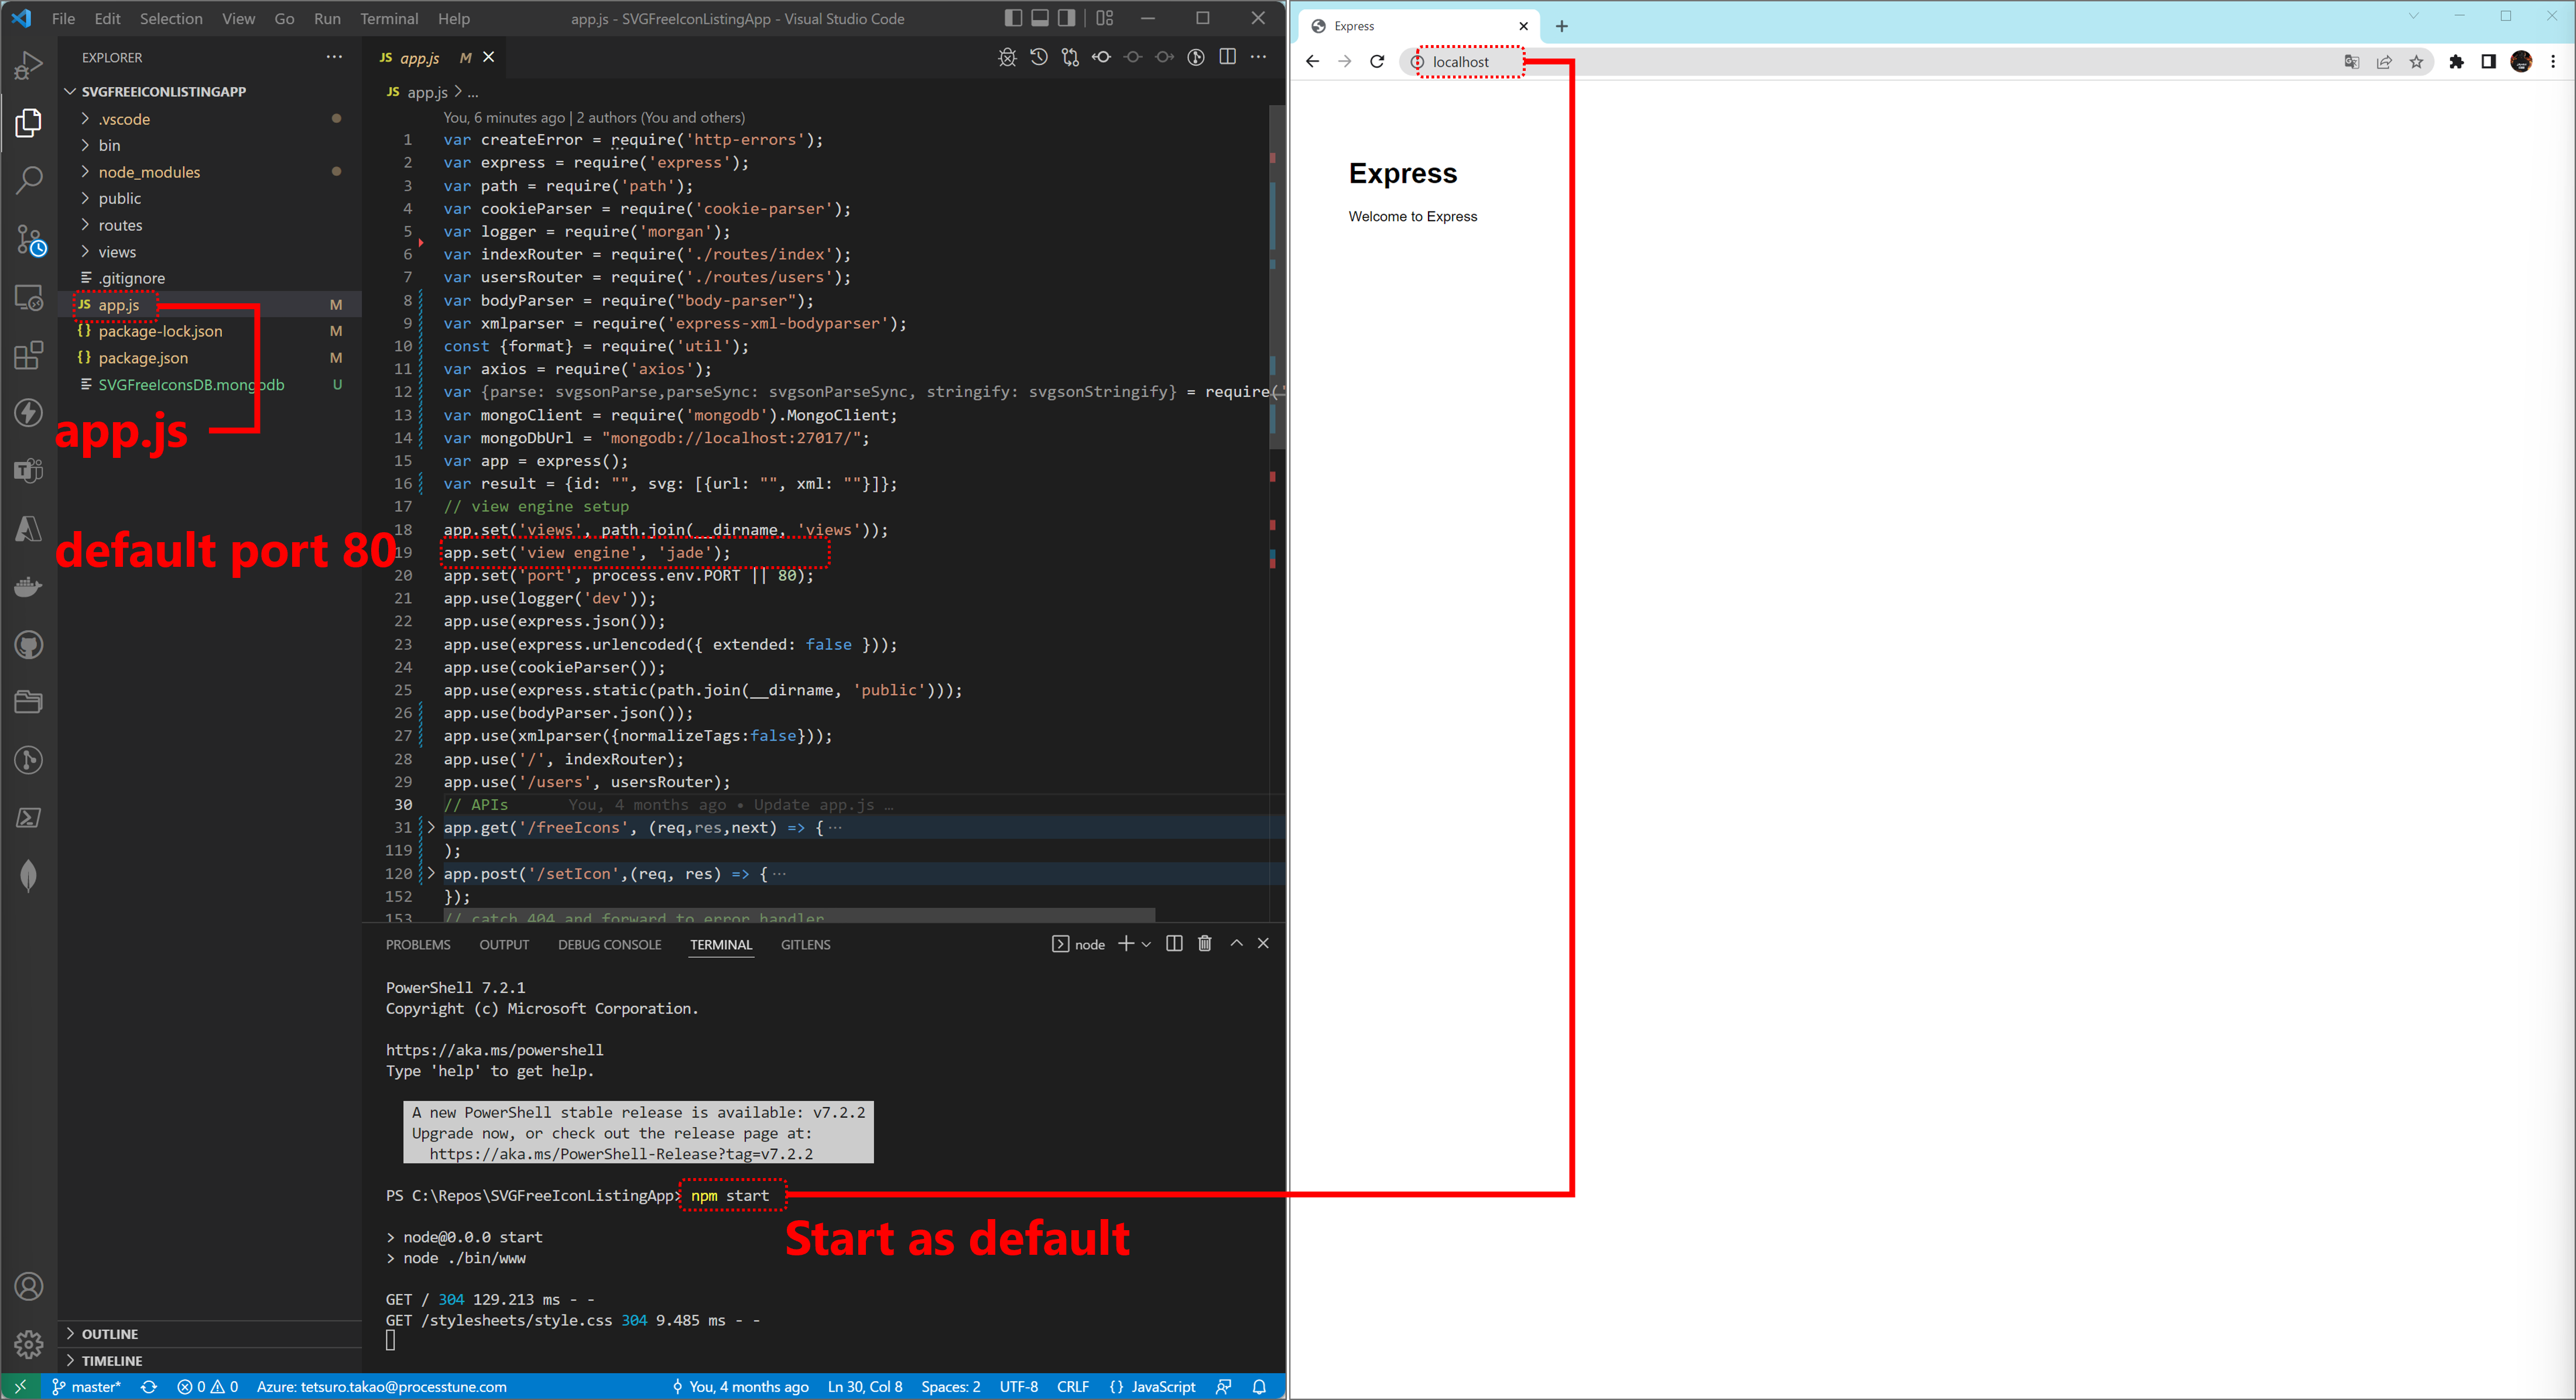 File Edit Selection View Go Run Terminal Help
app.js - SVGFreeIconListingApp - Visual Studio Code
EXPLORER
SVGFREEICONLISTINGAPP
.vscode
bin
node_modules
public
routes
views
.gitignore
JS app.js M
{} package-lock.json M
{} package.json M
SVGFreeIconsDB.mongodb U
app.js
default port 80
OUTLINE
TIMELINE
JS app.js M
JS app.js > ...
You, 6 minutes ago | 2 authors (You and others)
1 var createError = require('http-errors');
2 var express = require('express');
3 var path = require('path');
4 var cookieParser = require('cookie-parser');
5 var logger = require('morgan');
6 var indexRouter = require('./routes/index');
7 var usersRouter = require('./routes/users');
8 var bodyParser = require("body-parser");
9 var xmlparser = require('express-xml-bodyparser');
10 const {format} = require('util');
11 var axios = require('axios');
12 var {parse: svgsonParse,parseSync: svgsonParseSync, stringify: svgsonStringify} = require('
13 var mongoClient = require('mongodb').MongoClient;
14 var mongoDbUrl = "mongodb://localhost:27017/";
15 var app = express();
16 var result = {id: "", svg: [{url: "", xml: ""}]};
17 // view engine setup
18 app.set('views', path.join(__dirname, 'views'));
19 app.set('view engine', 'jade');
20 app.set('port', process.env.PORT || 80);
21 app.use(logger('dev'));
22 app.use(express.json());
23 app.use(express.urlencoded({ extended: false }));
24 app.use(cookieParser());
25 app.use(express.static(path.join(__dirname, 'public')));
26 app.use(bodyParser.json());
27 app.use(xmlparser({normalizeTags:false}));
28 app.use('/', indexRouter);
29 app.use('/users', usersRouter);
30 // APIs You, 4 months ago • Update app.js …
31 app.get('/freeIcons', (req,res,next) => {…
119 );
120 app.post('/setIcon',(req, res) => {…
152 });
153 // catch 404 and forward to error handler
PROBLEMS OUTPUT DEBUG CONSOLE TERMINAL GITLENS
node
PowerShell 7.2.1
Copyright (c) Microsoft Corporation.
https://aka.ms/powershell
Type 'help' to get help.
A new PowerShell stable release is available: v7.2.2
Upgrade now, or check out the release page at:
https://aka.ms/PowerShell-Release?tag=v7.2.2
PS C:\Repos\SVGFreeIconListingApp> npm start
Start as default
> node@0.0.0 start
> node ./bin/www
GET / 304 129.213 ms - -
GET /stylesheets/style.css 304 9.485 ms - -
master* 0 0 Azure: tetsuro.takao@processtune.com You, 4 months ago Ln 30, Col 8 Spaces: 2 UTF-8 CRLF {} JavaScript
Express
localhost
Express
Welcome to Express